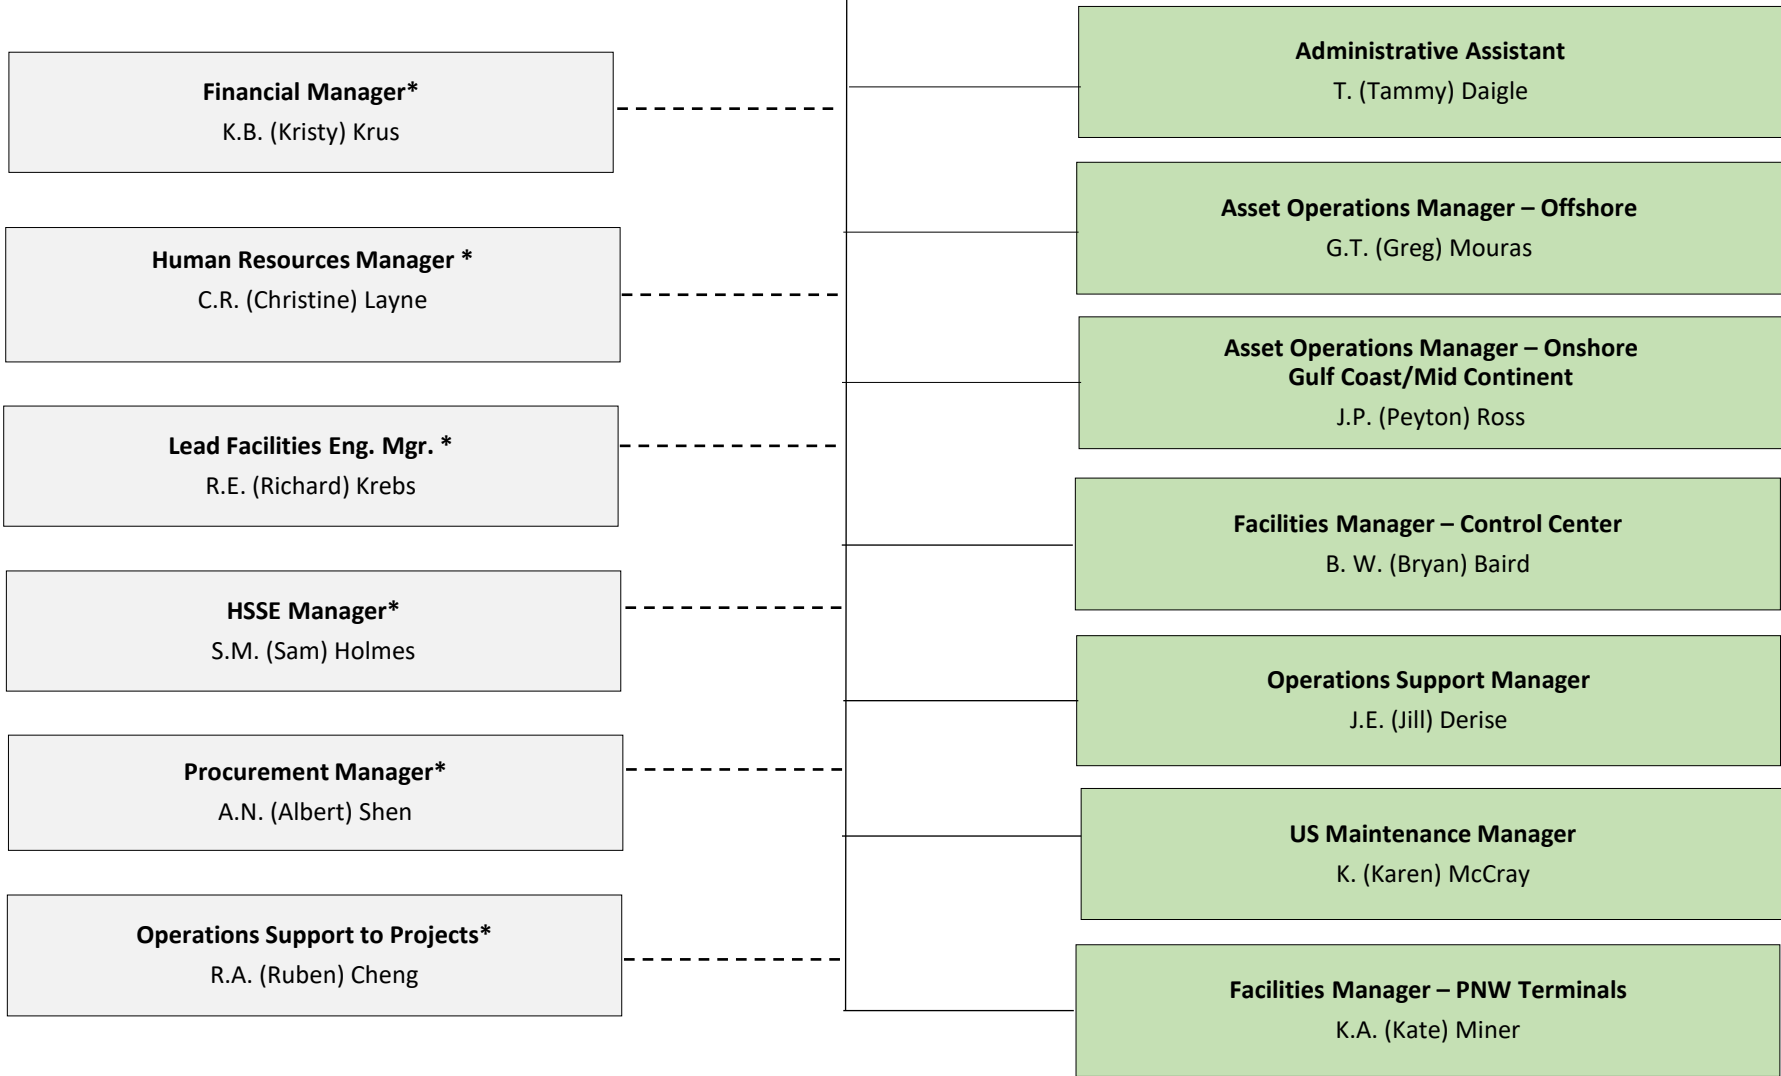 Financial Manager*
K.B. (Kristy) Krus
Human Resources Manager *
C.R. (Christine) Layne
Lead Facilities Eng. Mgr. *
R.E. (Richard) Krebs
HSSE Manager*
S.M. (Sam) Holmes
Procurement Manager*
A.N. (Albert) Shen
Operations Support to Projects*
R.A. (Ruben) Cheng
Administrative Assistant
T. (Tammy) Daigle
Asset Operations Manager – Offshore
G.T. (Greg) Mouras
Asset Operations Manager – Onshore
Gulf Coast/Mid Continent
J.P. (Peyton) Ross
Facilities Manager – Control Center
B. W. (Bryan) Baird
Operations Support Manager
J.E. (Jill) Derise
US Maintenance Manager
K. (Karen) McCray
Facilities Manager – PNW Terminals
K.A. (Kate) Miner